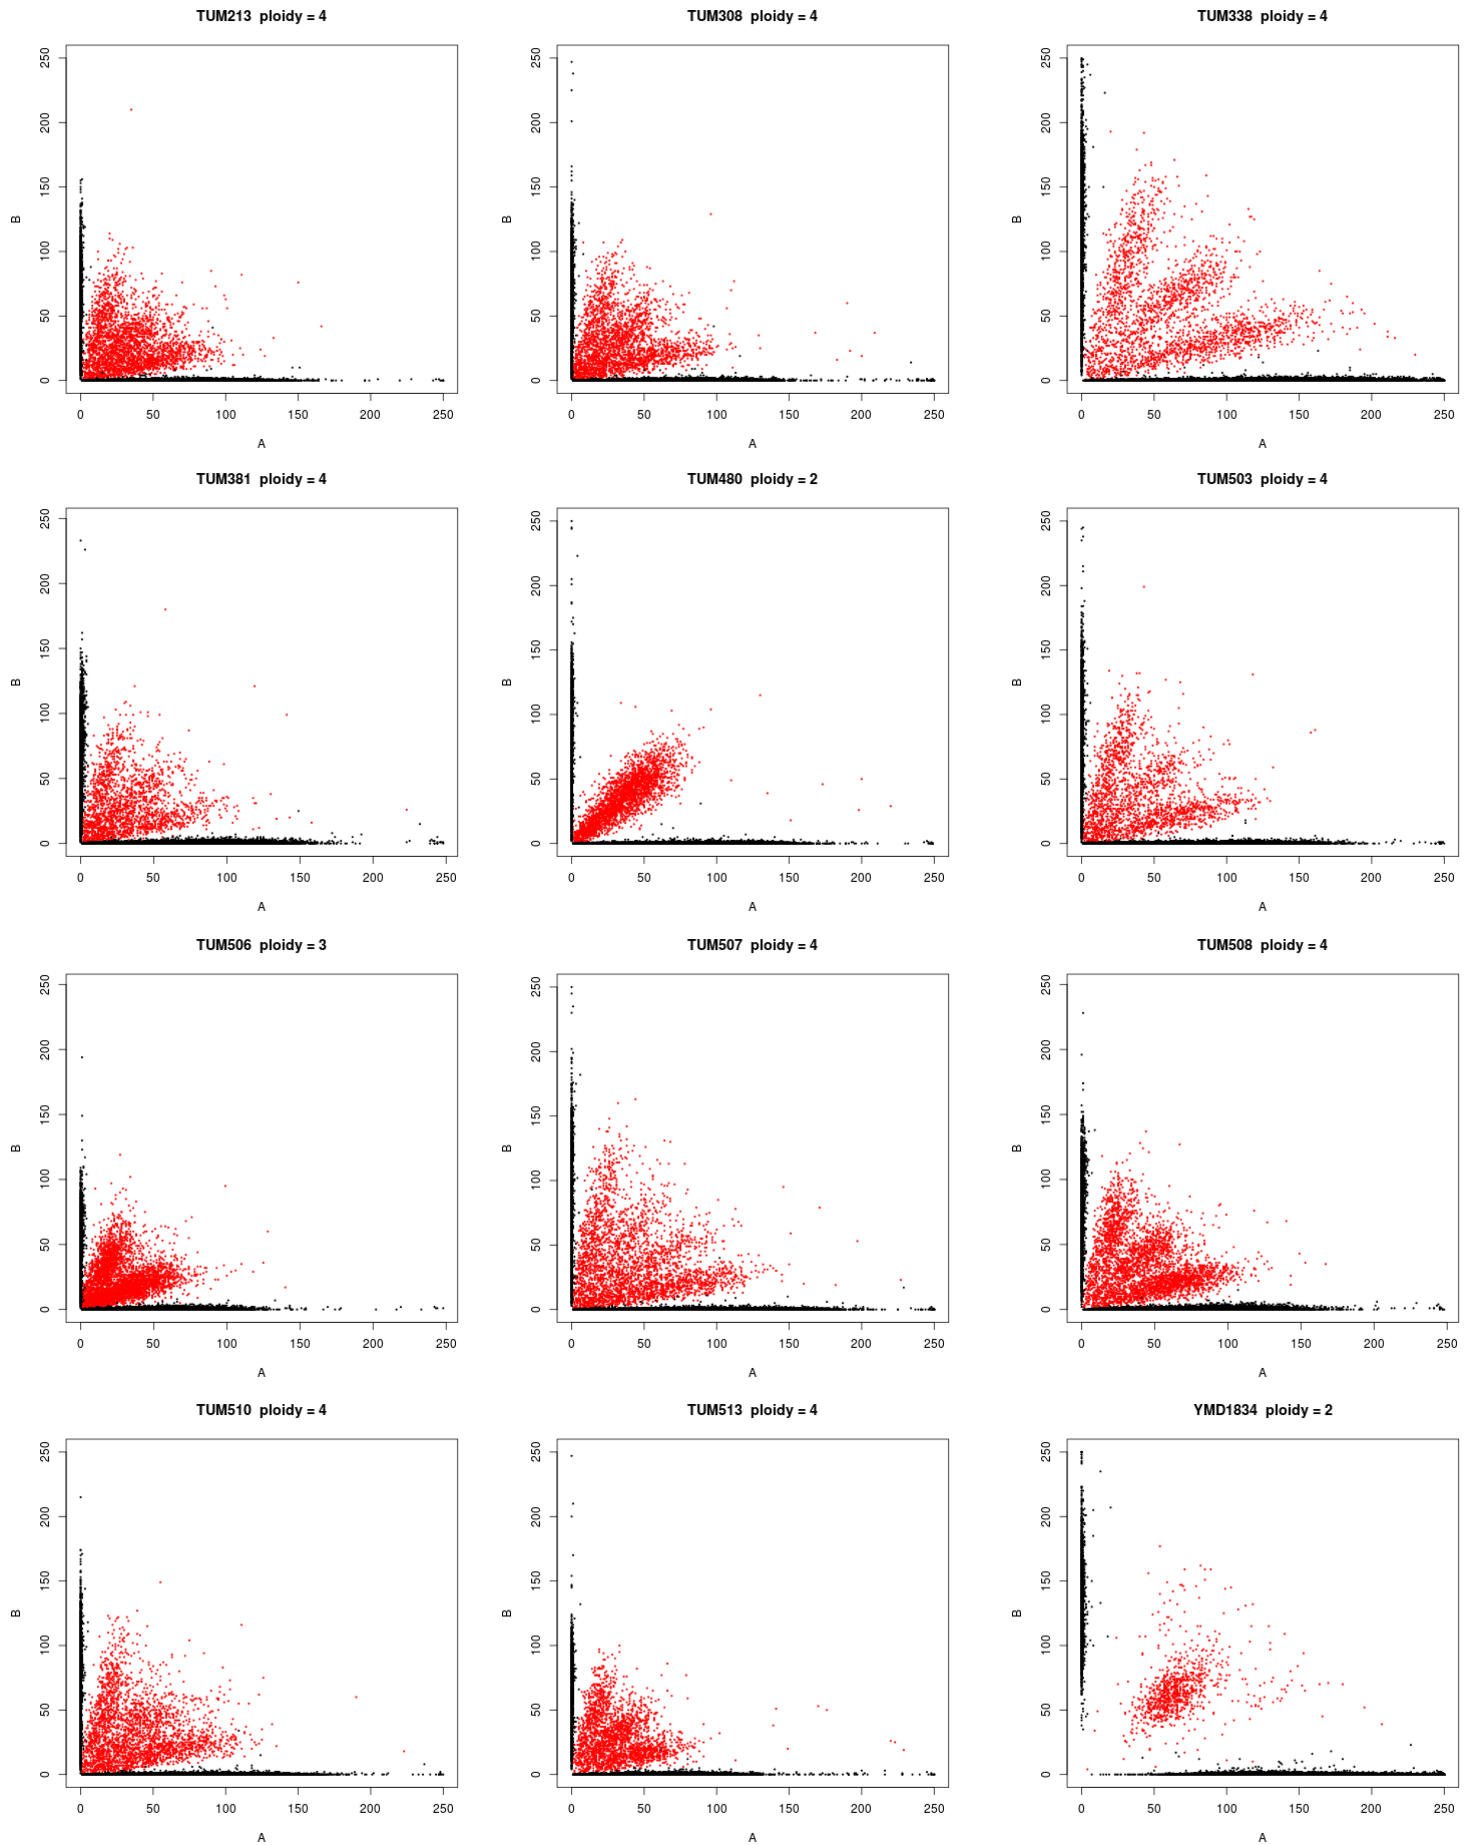 TUM213 ploidy = 4
TUM308 ploidy = 4
TUM338 ploidy = 4
B
250
200
150
100
50
0
0 50 100 150 200 250
A
B
250
200
150
100
50
0
0 50 100 150 200 250
A
B
250
200
150
100
50
0
0 50 100 150 200 250
A
TUM381 ploidy = 4
TUM480 ploidy = 2
TUM503 ploidy = 4
B
250
200
150
100
50
0
0 50 100 150 200 250
A
B
250
200
150
100
50
0
0 50 100 150 200 250
A
B
250
200
150
100
50
0
0 50 100 150 200 250
A
TUM506 ploidy = 3
TUM507 ploidy = 4
TUM508 ploidy = 4
B
250
200
150
100
50
0
0 50 100 150 200 250
A
B
250
200
150
100
50
0
0 50 100 150 200 250
A
B
250
200
150
100
50
0
0 50 100 150 200 250
A
TUM510 ploidy = 4
TUM513 ploidy = 4
YMD1834 ploidy = 2
B
250
200
150
100
50
0
0 50 100 150 200 250
A
B
250
200
150
100
50
0
0 50 100 150 200 250
A
B
250
200
150
100
50
0
0 50 100 150 200 250
A